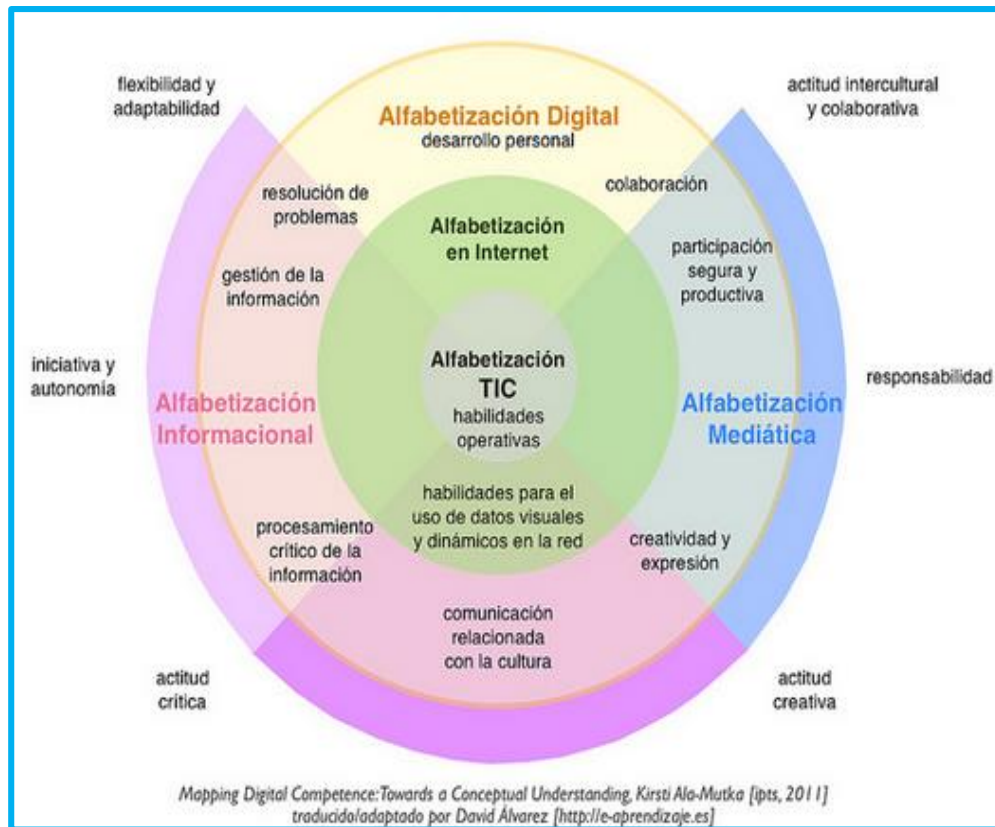 flexibilidad y
adaptabilidad
actitud intercultural
y colaborativa
Alfabetización Digital
desarrollo personal
resolución de
problemas
colaboración
Alfabetización
en Internet
participación
segura y
productiva
gestión de la
información
iniciativa y
autonomía
Alfabetización
TIC
habilidades
operativas
responsabilidad
Alfabetización
Informacional
Alfabetización
Mediática
habilidades para el
uso de datos visuales
y dinámicos en la red
procesamiento
crítico de la
información
creatividad y
expresión
comunicación
relacionada
con la cultura
actitud
crítica
actitud
creativa
Mapping Digital Competence: Towards a Conceptual Understanding, Kirsti Ala-Mutka [ipts, 2011]
traducido/adaptado por David Álvarez [http://e-aprendizaje.es]